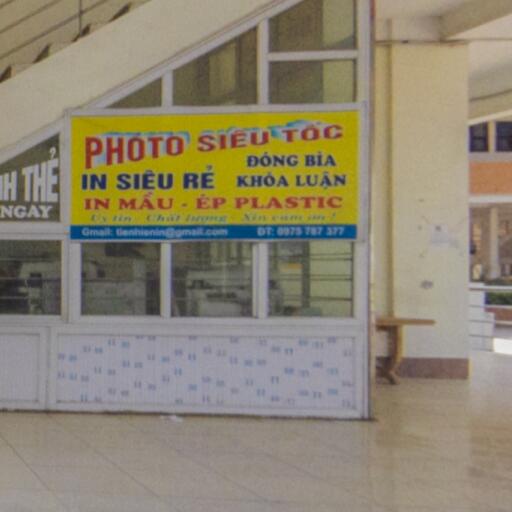 PHOTO SIÊU TỐC
ĐÓNG BÌA
IN SIÊU RẺ KHÓA LUẬN
IN MẦU - ÉP PLASTIC
Uy tín - Chất lượng - Xin cảm ơn !
Gmail: tienhienin@gmail.com ĐT: 0975 787 377
NH THẺ
NGAY